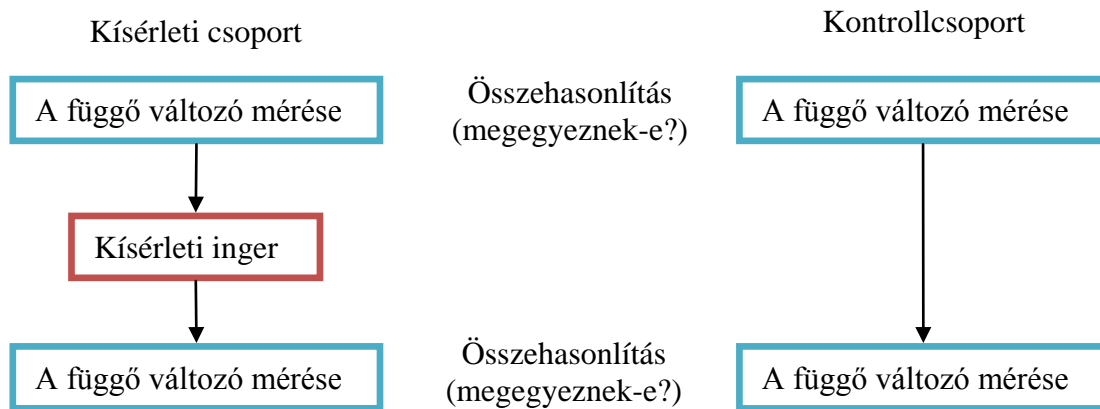 Kísérleti csoport
Kontrollcsoport
A függő változó mérése
Összehasonlítás
(megegyeznek-e?)
A függő változó mérése
Kísérleti inger
A függő változó mérése
Összehasonlítás
(megegyeznek-e?)
A függő változó mérése